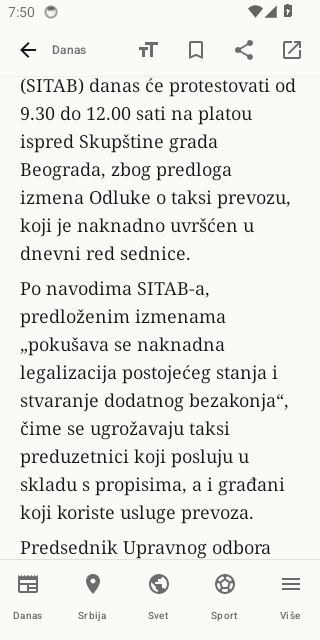 7:50
Danas
(SITAB) danas će protestovati od
9.30 do 12.00 sati na platou
ispred Skupštine grada
Beograda, zbog predloga
izmena Odluke o taksi prevozu,
koji je naknadno uvršćen u
dnevni red sednice.
Po navodima SITAB-a,
predloženim izmenama
„pokušava se naknadna
legalizacija postojećeg stanja i
stvaranje dodatnog bezakonja“,
čime se ugrožavaju taksi
preduzetnici koji posluju u
skladu s propisima, a i građani
koji koriste usluge prevoza.
Predsednik Upravnog odbora
Danas Srbija Svet Sport Više